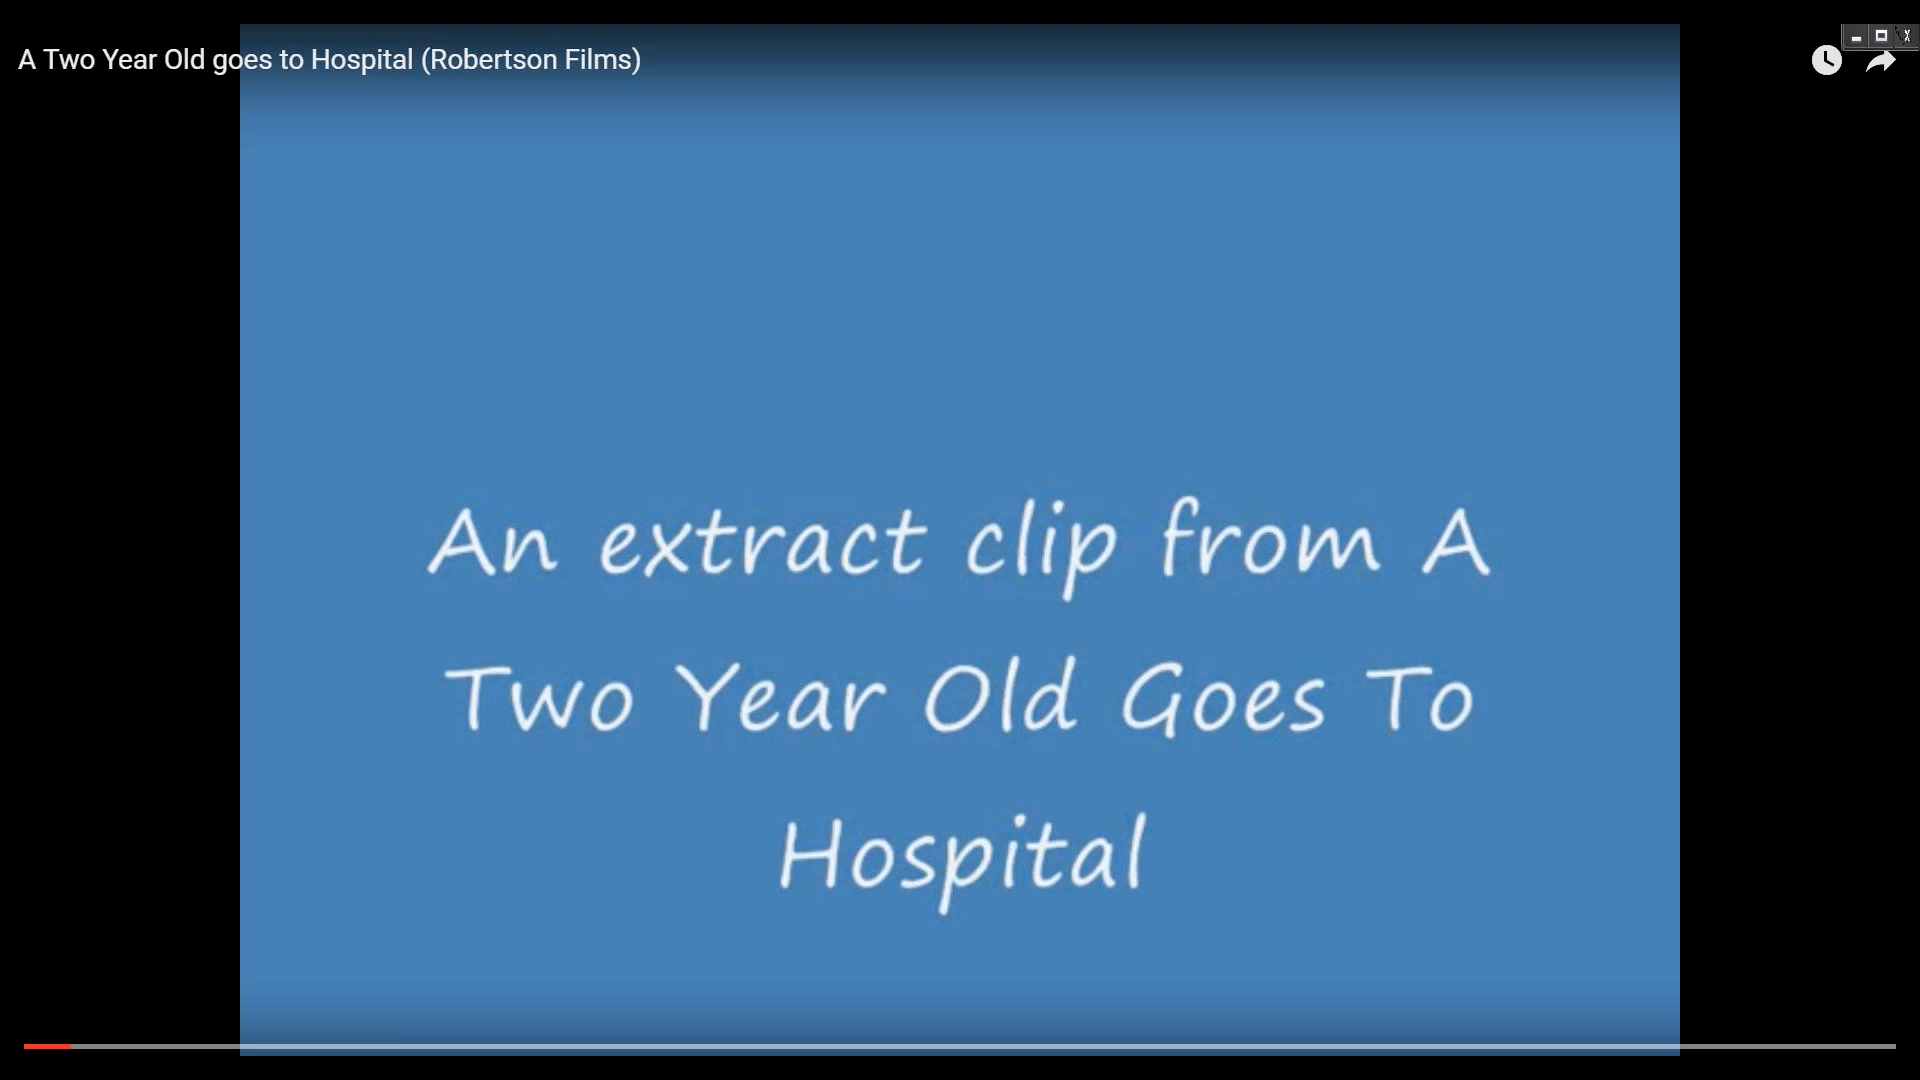 A Two Year Old goes to Hospital (Robertson Films)
An extract clip from A
Two Year Old Goes To
Hospital